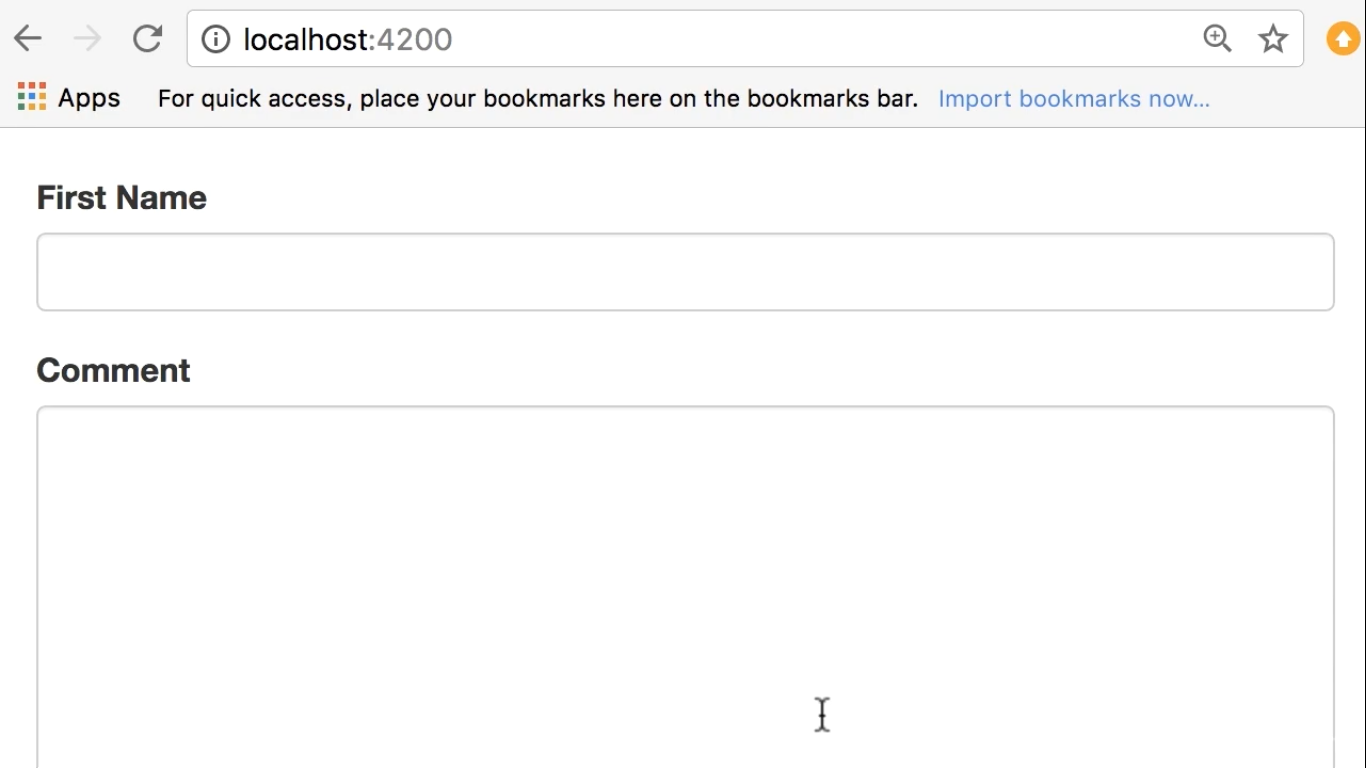 localhost:4200
Apps For quick access, place your bookmarks here on the bookmarks bar. Import bookmarks now...
First Name
Comment